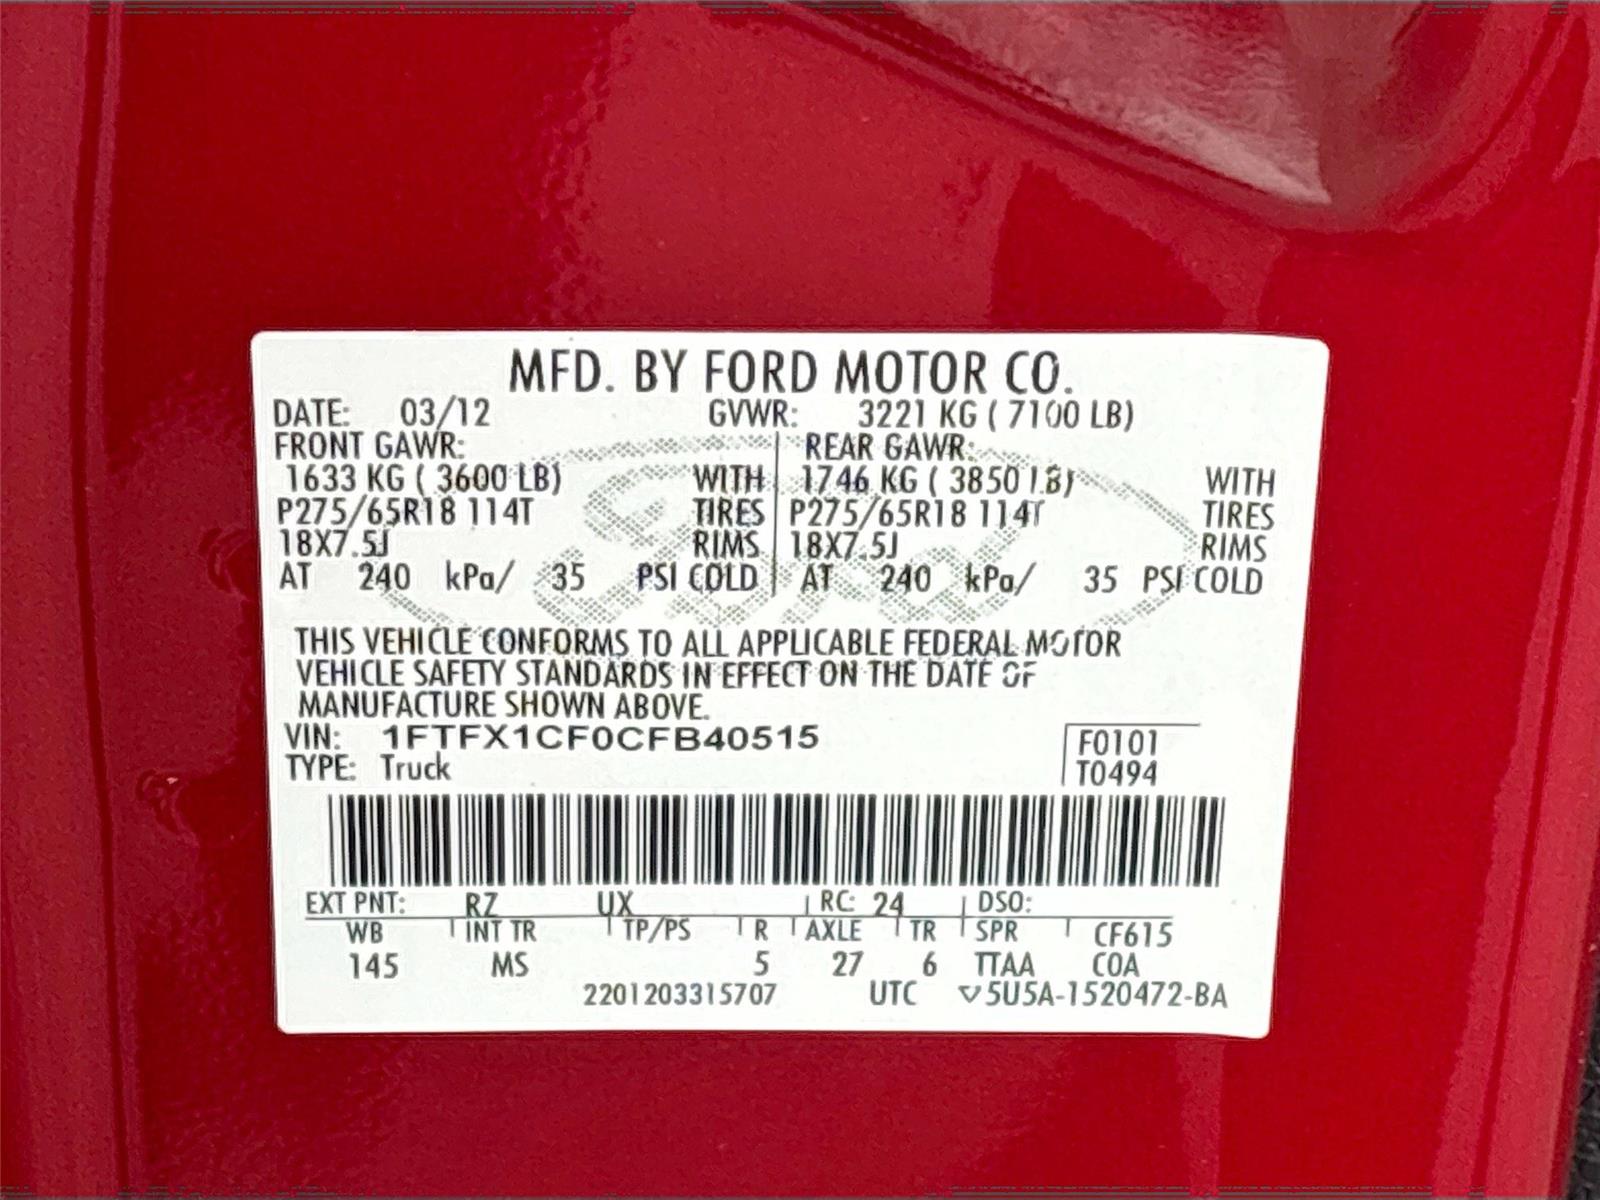 MFD. BY FORD MOTOR CO.
DATE: 03/12 GVWR: 3221 KG ( 7100 LB)
FRONT GAWR: REAR GAWR:
1633 KG ( 3600 LB) WITH 1746 KG ( 3850 LB) WITH
P275/65R18 114T TIRES P275/65R18 114T TIRES
18X7.5J RIMS 18X7.5J RIMS
AT 240 kPa/ 35 PSI COLD AT 240 kPa/ 35 PSI COLD
Ford
THIS VEHICLE CONFORMS TO ALL APPLICABLE FEDERAL MOTOR
VEHICLE SAFETY STANDARDS IN EFFECT ON THE DATE OF
MANUFACTURE SHOWN ABOVE.
VIN: 1FTFX1CF0CFB40515 F0101
TYPE: Truck T0494
EXT PNT: RZ UX RC: 24 DSO:
WB INT TR TP/PS R AXLE TR SPR CF615
145 MS 5 27 6 TTAA COA
2201203315707 UTC ▽5U5A-1520472-BA